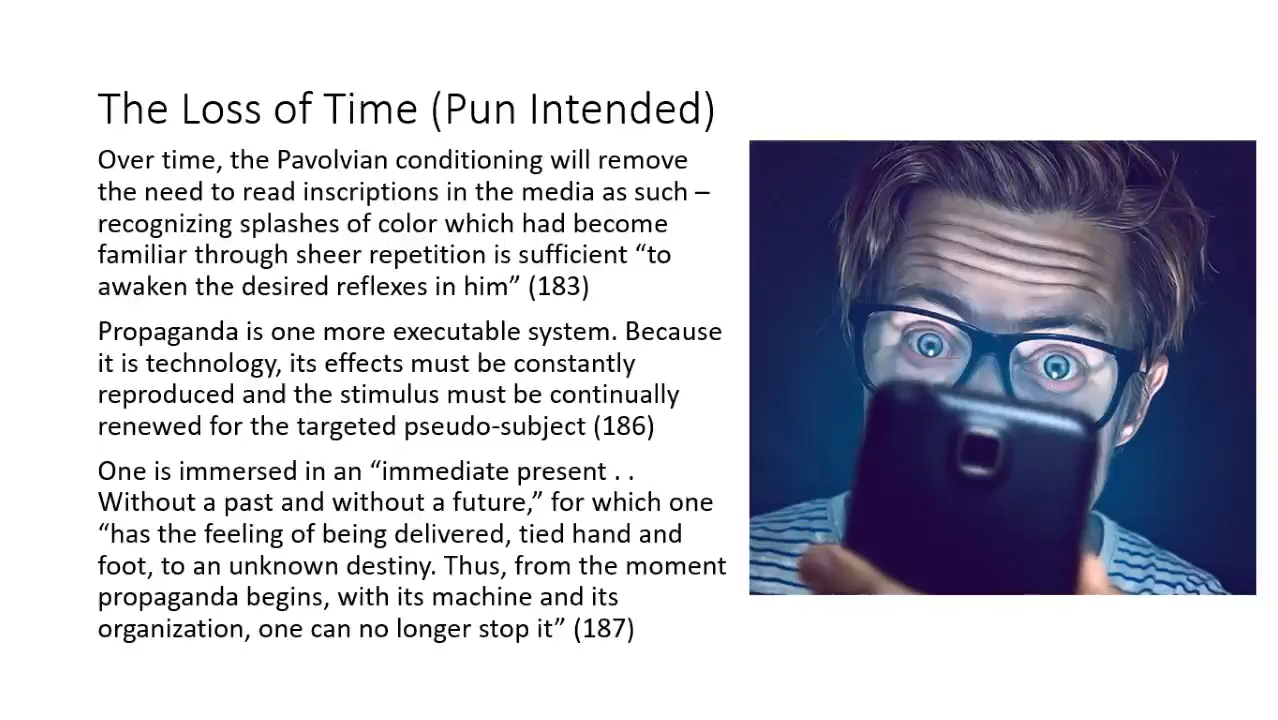 The Loss of Time (Pun Intended)
Over time, the Pavolvian conditioning will remove
the need to read inscriptions in the media as such –
recognizing splashes of color which had become
familiar through sheer repetition is sufficient “to
awaken the desired reflexes in him” (183)
Propaganda is one more executable system. Because
it is technology, its effects must be constantly
reproduced and the stimulus must be continually
renewed for the targeted pseudo-subject (186)
One is immersed in an “immediate present . .
Without a past and without a future,” for which one
“has the feeling of being delivered, tied hand and
foot, to an unknown destiny. Thus, from the moment
propaganda begins, with its machine and its
organization, one can no longer stop it” (187)